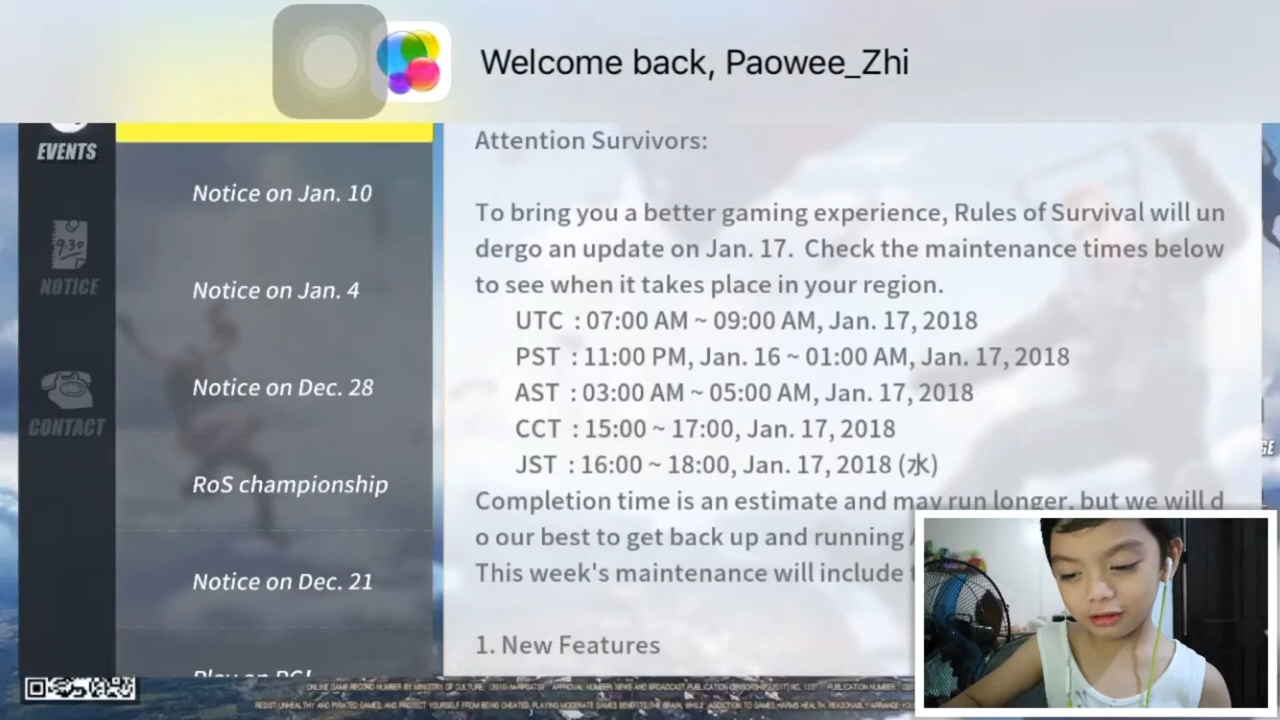 Welcome back, Paowee_Zhi
EVENTS
NOTICE
CONTACT
Notice on Jan. 10
Notice on Jan. 4
Notice on Dec. 28
RoS championship
Notice on Dec. 21
Play on PC!
Attention Survivors:
To bring you a better gaming experience, Rules of Survival will un
dergo an update on Jan. 17. Check the maintenance times below
to see when it takes place in your region.
UTC : 07:00 AM ~ 09:00 AM, Jan. 17, 2018
PST : 11:00 PM, Jan. 16 ~ 01:00 AM, Jan. 17, 2018
AST : 03:00 AM ~ 05:00 AM, Jan. 17, 2018
CCT : 15:00 ~ 17:00, Jan. 17, 2018
JST : 16:00 ~ 18:00, Jan. 17, 2018 (水)
Completion time is an estimate and may run longer, but we will d
o our best to get back up and running
This week's maintenance will include
1. New Features